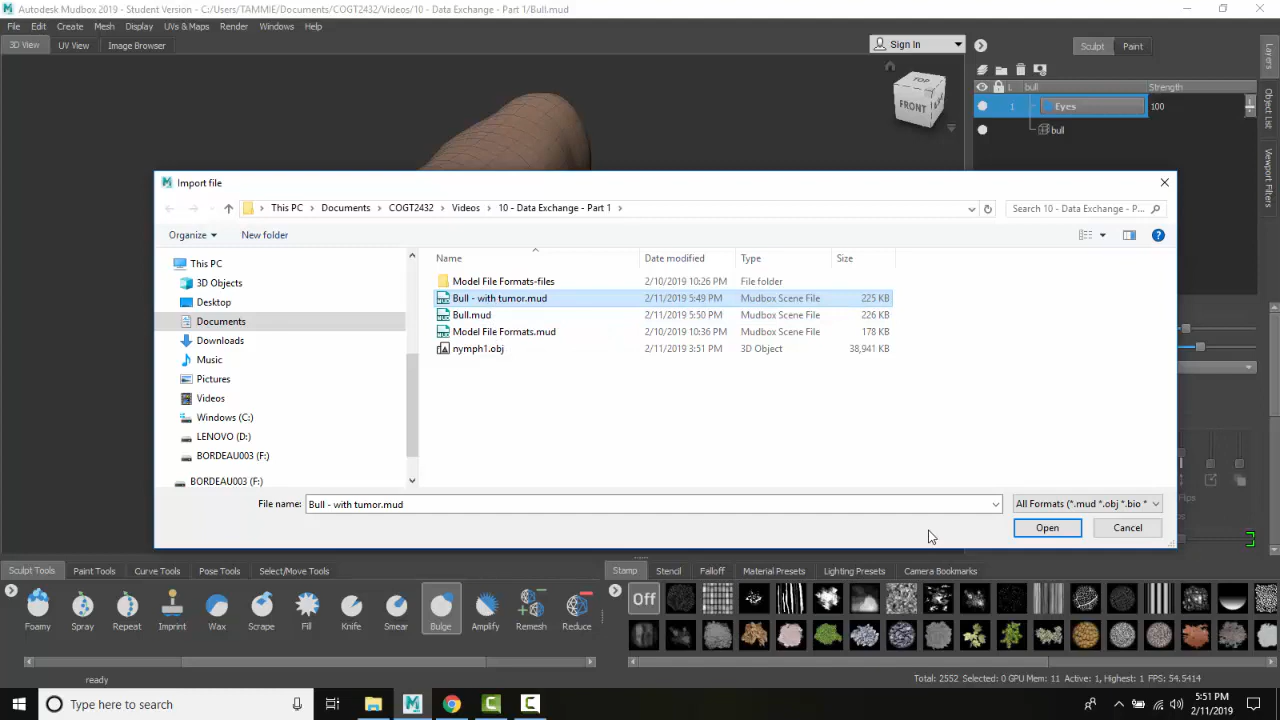 Autodesk Mudbox 2019 - Student Version - C:/Users/TAMMIE/Documents/COGT2432/Videos/10 - Data Exchange - Part 1/Bull.mud
File Edit Create Mesh Display UVs & Maps Render Windows Help
3D View UV View Image Browser
Sign In
Sculpt Paint
Layers
Object List
Viewport Filters
L bull Strength
1 Eyes 100
bull
TOP
FRONT
Import file
This PC Documents COGT2432 Videos 10 - Data Exchange - Part 1
Search 10 - Data Exchange - P...
Organize New folder
Name Date modified Type Size
This PC
3D Objects
Desktop
Documents
Downloads
Music
Pictures
Videos
Windows (C:)
LENOVO (D:)
BORDEAU003 (F:)
BORDEAU003 (F:)
Model File Formats-files 2/10/2019 10:26 PM File folder
Bull - with tumor.mud 2/11/2019 5:49 PM Mudbox Scene File 225 KB
Bull.mud 2/11/2019 5:50 PM Mudbox Scene File 226 KB
Model File Formats.mud 2/10/2019 10:36 PM Mudbox Scene File 178 KB
nymph1.obj 2/11/2019 3:51 PM 3D Object 38,941 KB
File name: Bull - with tumor.mud
All Formats (*.mud *.obj *.bio *
Open Cancel
Flips
Sculpt Tools Paint Tools Curve Tools Pose Tools Select/Move Tools
Foamy Spray Repeat Imprint Wax Scrape Fill Knife Smear Bulge Amplify Remesh Reduce
Stamp Stencil Falloff Material Presets Lighting Presets Camera Bookmarks
Off
ready
Total: 2552 Selected: 0 GPU Mem: 11 Active: 1, Highest: 1 FPS: 54.5414
Type here to search
5:51 PM
2/11/2019